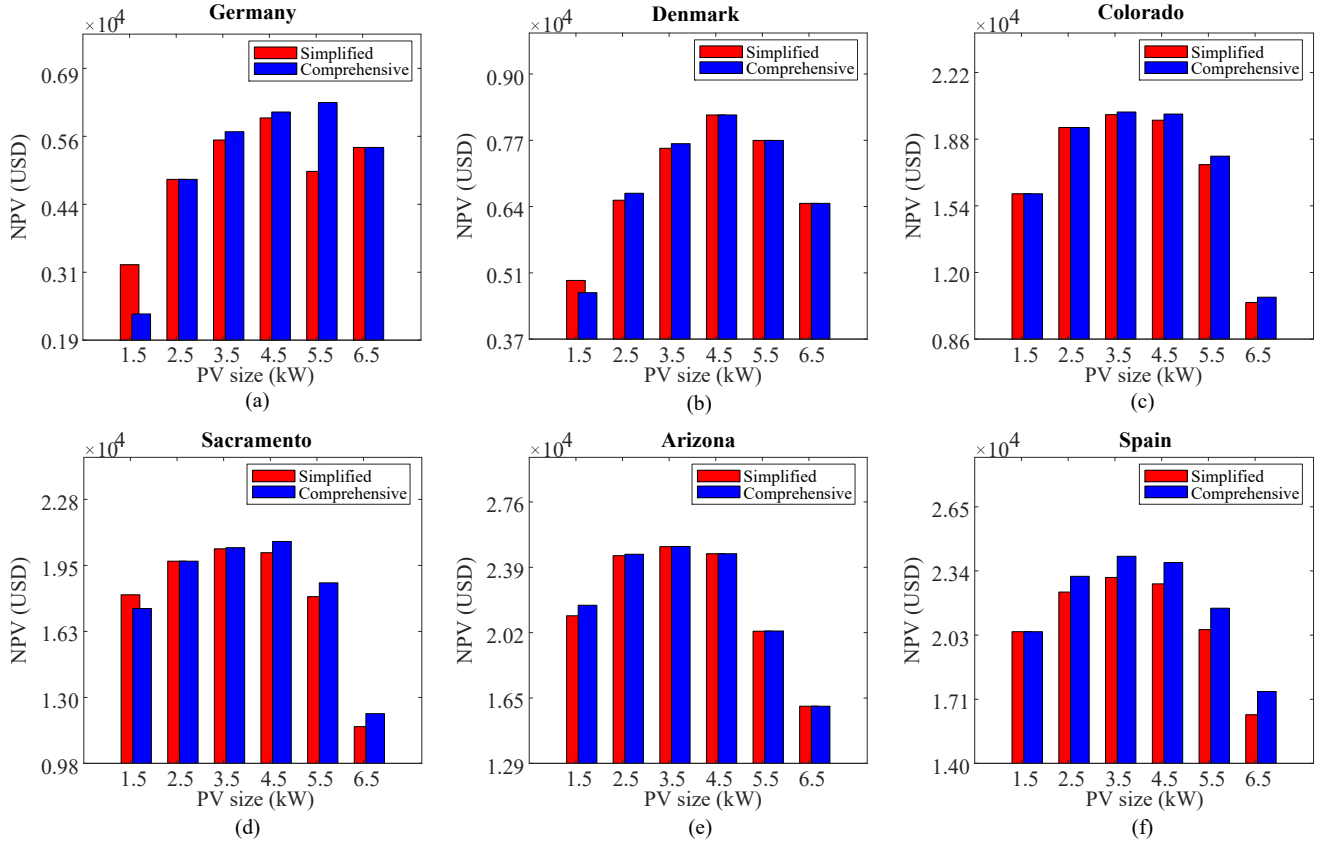 Germany
×10⁴
Simplified
Comprehensive
0.69
0.56
0.44
0.31
0.19
NPV (USD)
1.5 2.5 3.5 4.5 5.5 6.5
PV size (kW)
(a)
Denmark
×10⁴
Simplified
Comprehensive
0.90
0.77
0.64
0.51
0.37
NPV (USD)
1.5 2.5 3.5 4.5 5.5 6.5
PV size (kW)
(b)
Colorado
×10⁴
Simplified
Comprehensive
2.22
1.88
1.54
1.20
0.86
NPV (USD)
1.5 2.5 3.5 4.5 5.5 6.5
PV size (kW)
(c)
Sacramento
×10⁴
Simplified
Comprehensive
2.28
1.95
1.63
1.30
0.98
NPV (USD)
1.5 2.5 3.5 4.5 5.5 6.5
PV size (kW)
(d)
Arizona
×10⁴
Simplified
Comprehensive
2.76
2.39
2.02
1.65
1.29
NPV (USD)
1.5 2.5 3.5 4.5 5.5 6.5
PV size (kW)
(e)
Spain
×10⁴
Simplified
Comprehensive
2.65
2.34
2.03
1.71
1.40
NPV (USD)
1.5 2.5 3.5 4.5 5.5 6.5
PV size (kW)
(f)